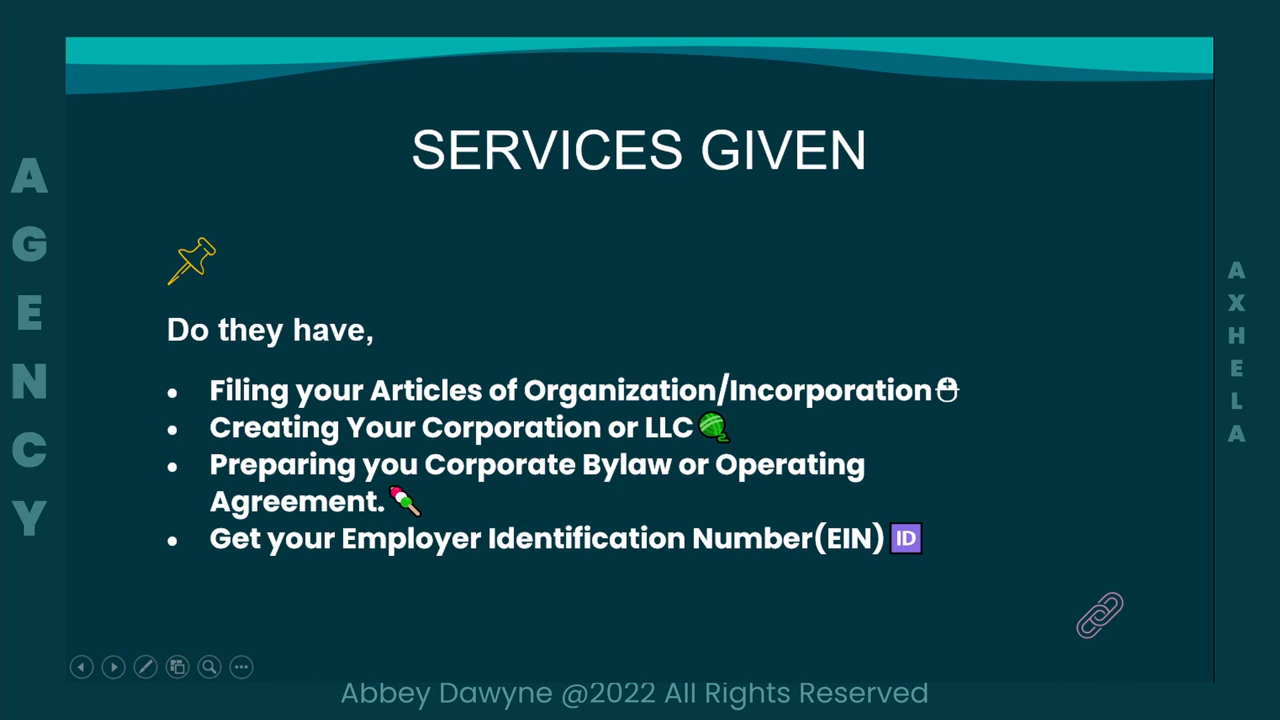 SERVICES GIVEN
AGENCY
Do they have,
• Filing your Articles of Organization/Incorporation⛑
• Creating Your Corporation or LLC🧶
• Preparing you Corporate Bylaw or Operating
Agreement.🍡
• Get your Employer Identification Number(EIN)🆔
AXHELA
Abbey Dawyne @2022 All Rights Reserved